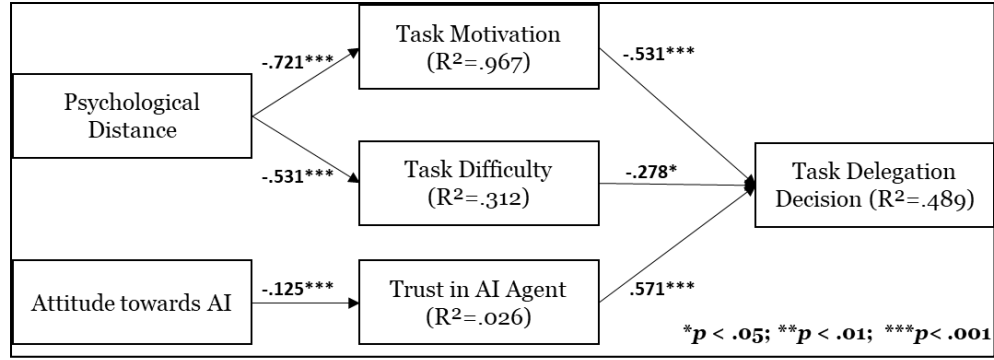 Task Motivation
(R²=.967)
-.721***
-.531***
Psychological
Distance
Task Difficulty
(R²=.312)
-.531***
-.278*
Task Delegation
Decision (R²=.489)
Attitude towards AI
-.125***
Trust in AI Agent
(R²=.026)
.571***
*p < .05; **p < .01; ***p< .001